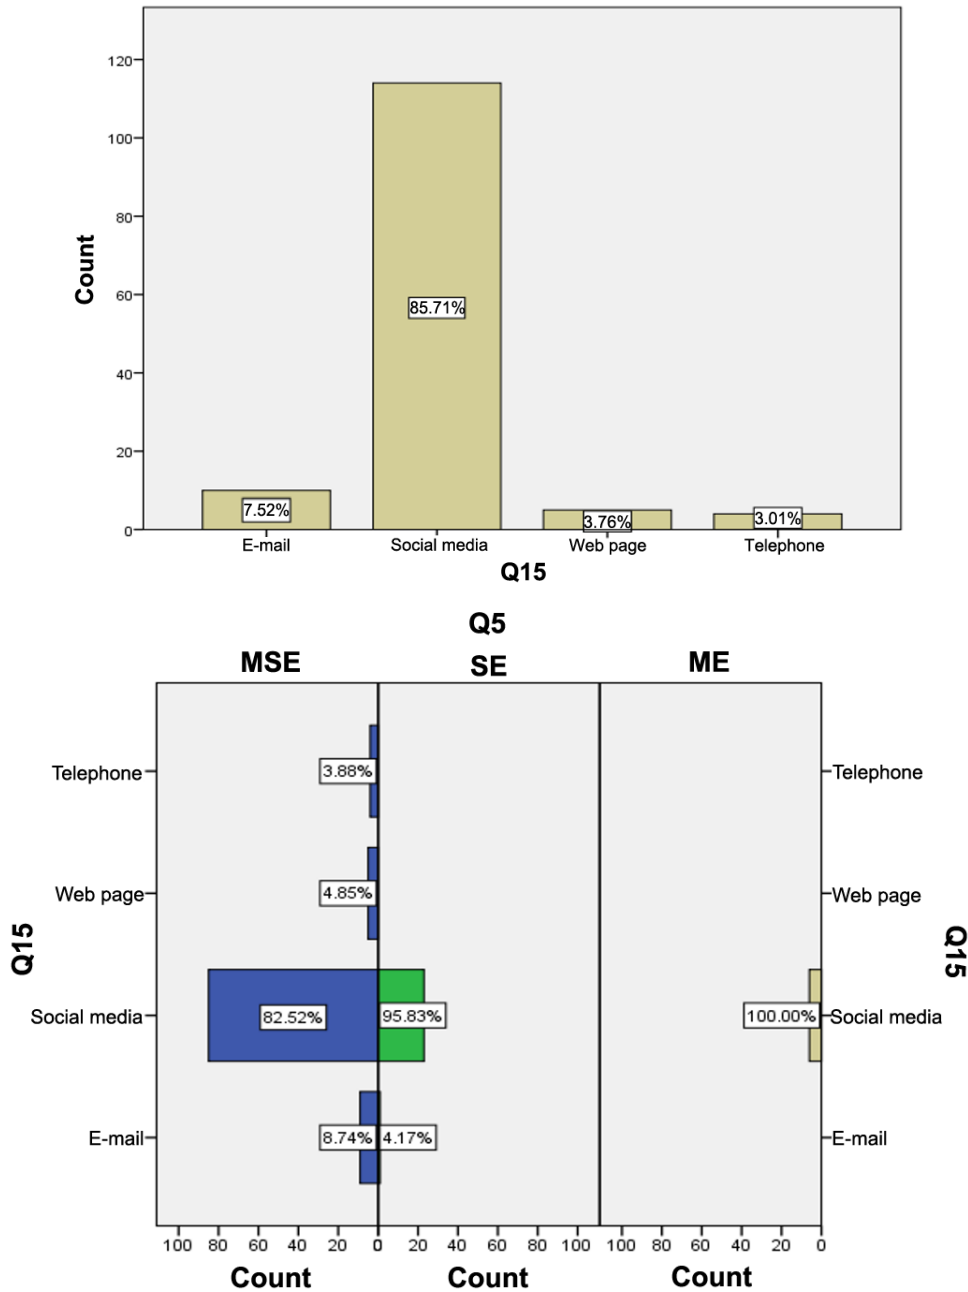 120
100
80
60
40
20
0
Count
85.71%
7.52%
3.76%
3.01%
E-mail Social media Web page Telephone
Q15
Q5
MSE SE ME
Telephone 3.88% Telephone
Web page 4.85% Web page
Q15 Q15
Social media 82.52% 95.83% 100.00% Social media
E-mail 8.74% 4.17% E-mail
100 80 60 40 20 0 20 40 60 80 100 100 80 60 40 20 0
Count Count Count